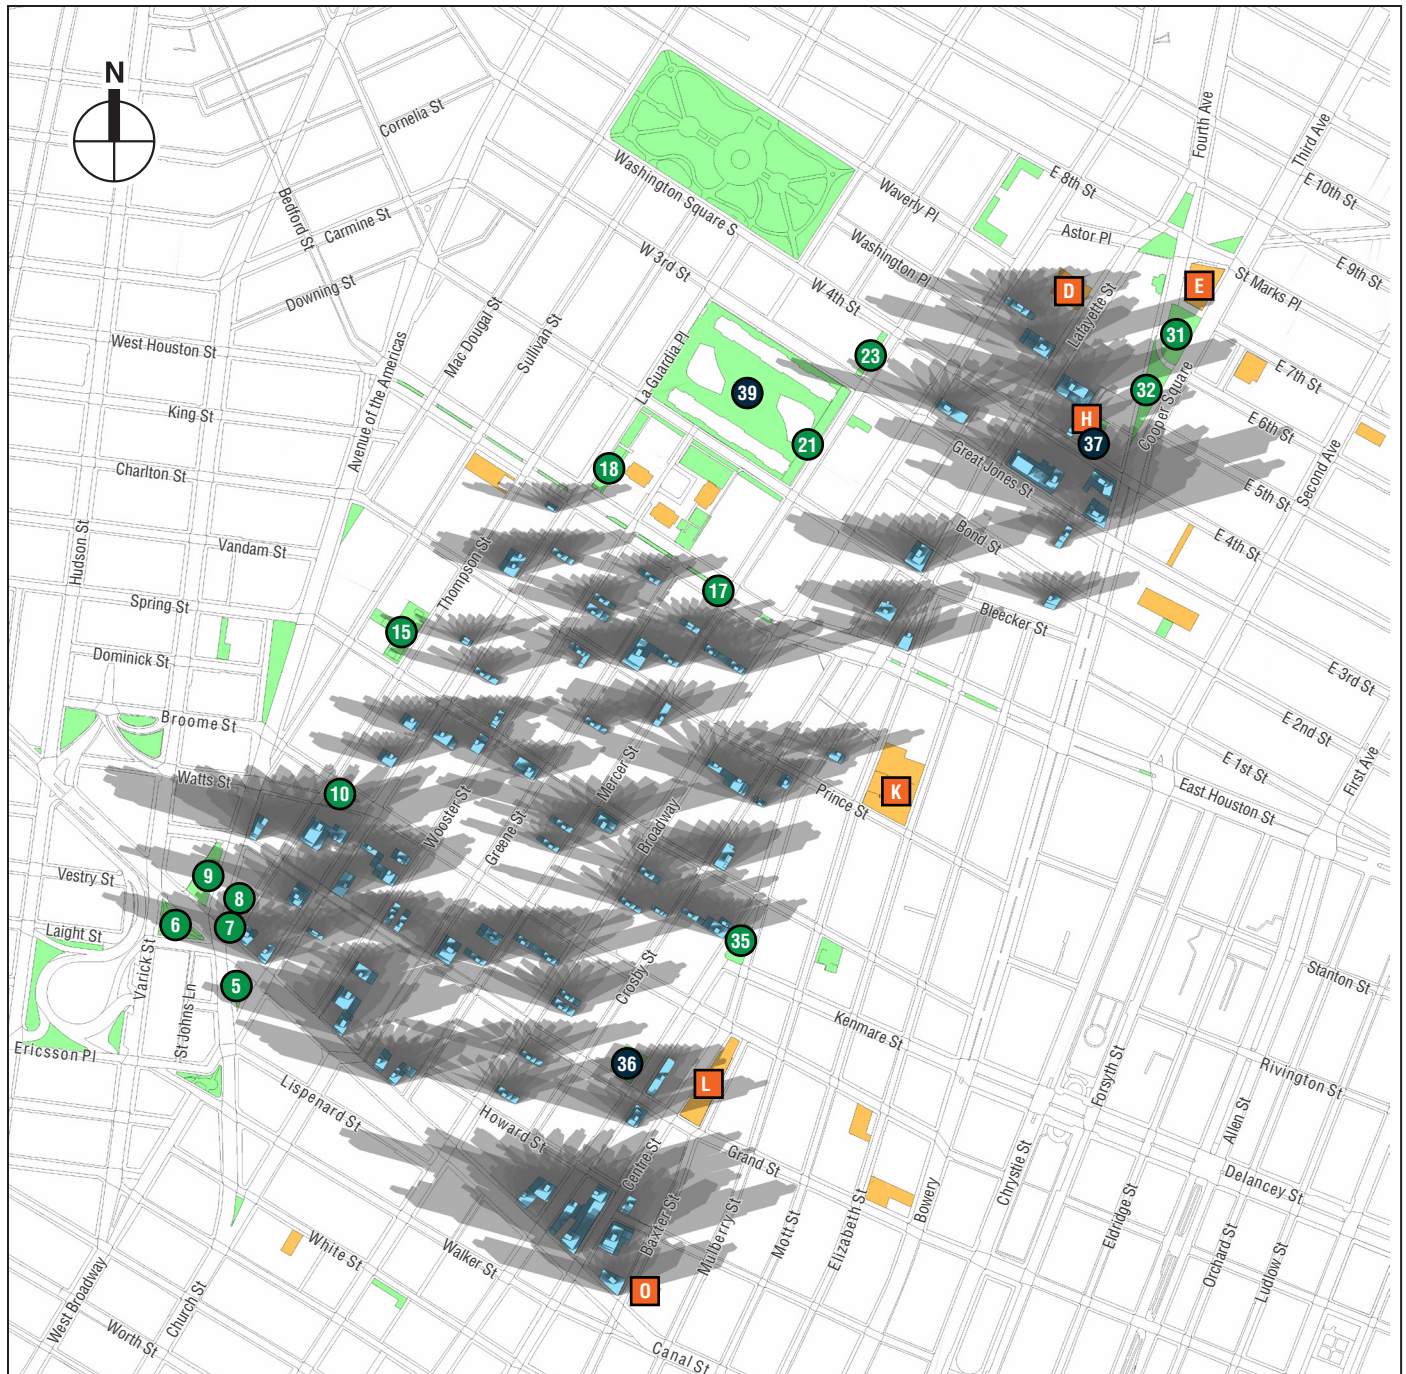 N
Cornelia St
Bedford St
Carmine St
Downing St
Washington Square S
Waverly Pl
Washington Pl
W 3rd St
W 4th St
E 8th St
Astor Pl
Fourth Ave
Third Ave
E 10th St
E 9th St
St Marks Pl
West Houston St
King St
Charlton St
Vandam St
Spring St
Dominick St
Broome St
Watts St
Hudson St
Avenue of the Americas
Mac Dougal St
Sullivan St
La Guardia Pl
Thompson St
Lafayette St
Cooper Square
E 7th St
E 6th St
E 5th St
E 4th St
E 3rd St
E 2nd St
E 1st St
Second Ave
First Ave
Great Jones St
Bond St
Bleecker St
East Houston St
Prince St
Mercer St
Broadway
Greene St
Wooster St
Crosby St
Vestry St
Laight St
Varick St
St Johns Ln
Ericsson Pl
Lispenard St
Howard St
Centre St
Grand St
Baxter St
Mulberry St
Mott St
Elizabeth St
Bowery
Kenmare St
Chrystie St
Forsyth St
Eldridge St
Allen St
Orchard St
Ludlow St
Stanton St
Rivington St
Delancey St
Walker St
White St
Church St
West Broadway
Worth St
Canal St
D
E
31
32
23
39
21
H
37
18
17
15
10
K
9
8
7
6
5
35
36
L
O